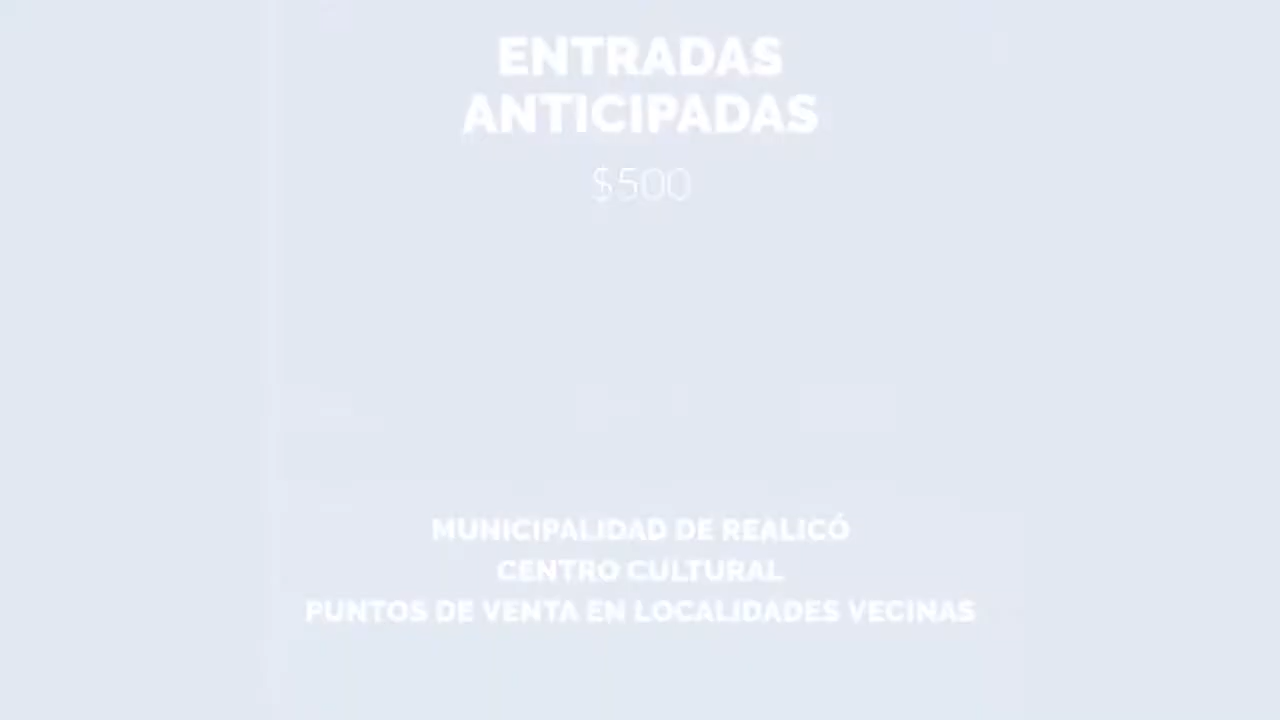 ENTRADAS
ANTICIPADAS
$500
MUNICIPALIDAD DE REALICÓ
CENTRO CULTURAL
PUNTOS DE VENTA EN LOCALIDADES VECINAS